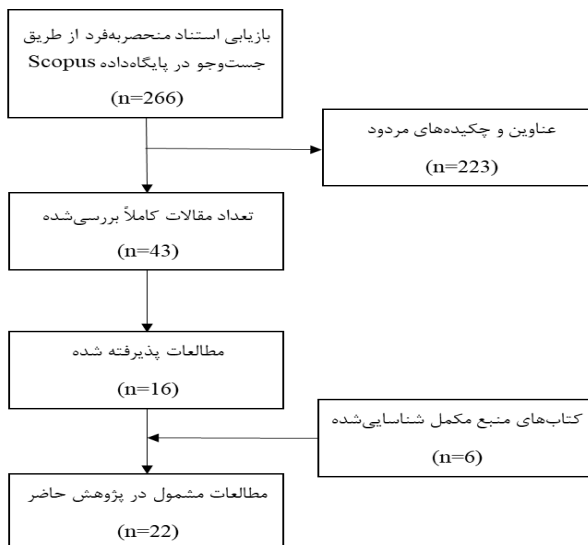 بازیابی استناد منحصربه‌فرد از طریق
جست‌وجو در پایگاه‌داده Scopus
(n=266)
عناوین و چکیده‌های مردود
(n=223)
تعداد مقالات کاملاً بررسی‌شده
(n=43)
مطالعات پذیرفته شده
(n=16)
کتاب‌های منبع مکمل شناسایی‌شده
(n=6)
مطالعات مشمول در پژوهش حاضر
(n=22)